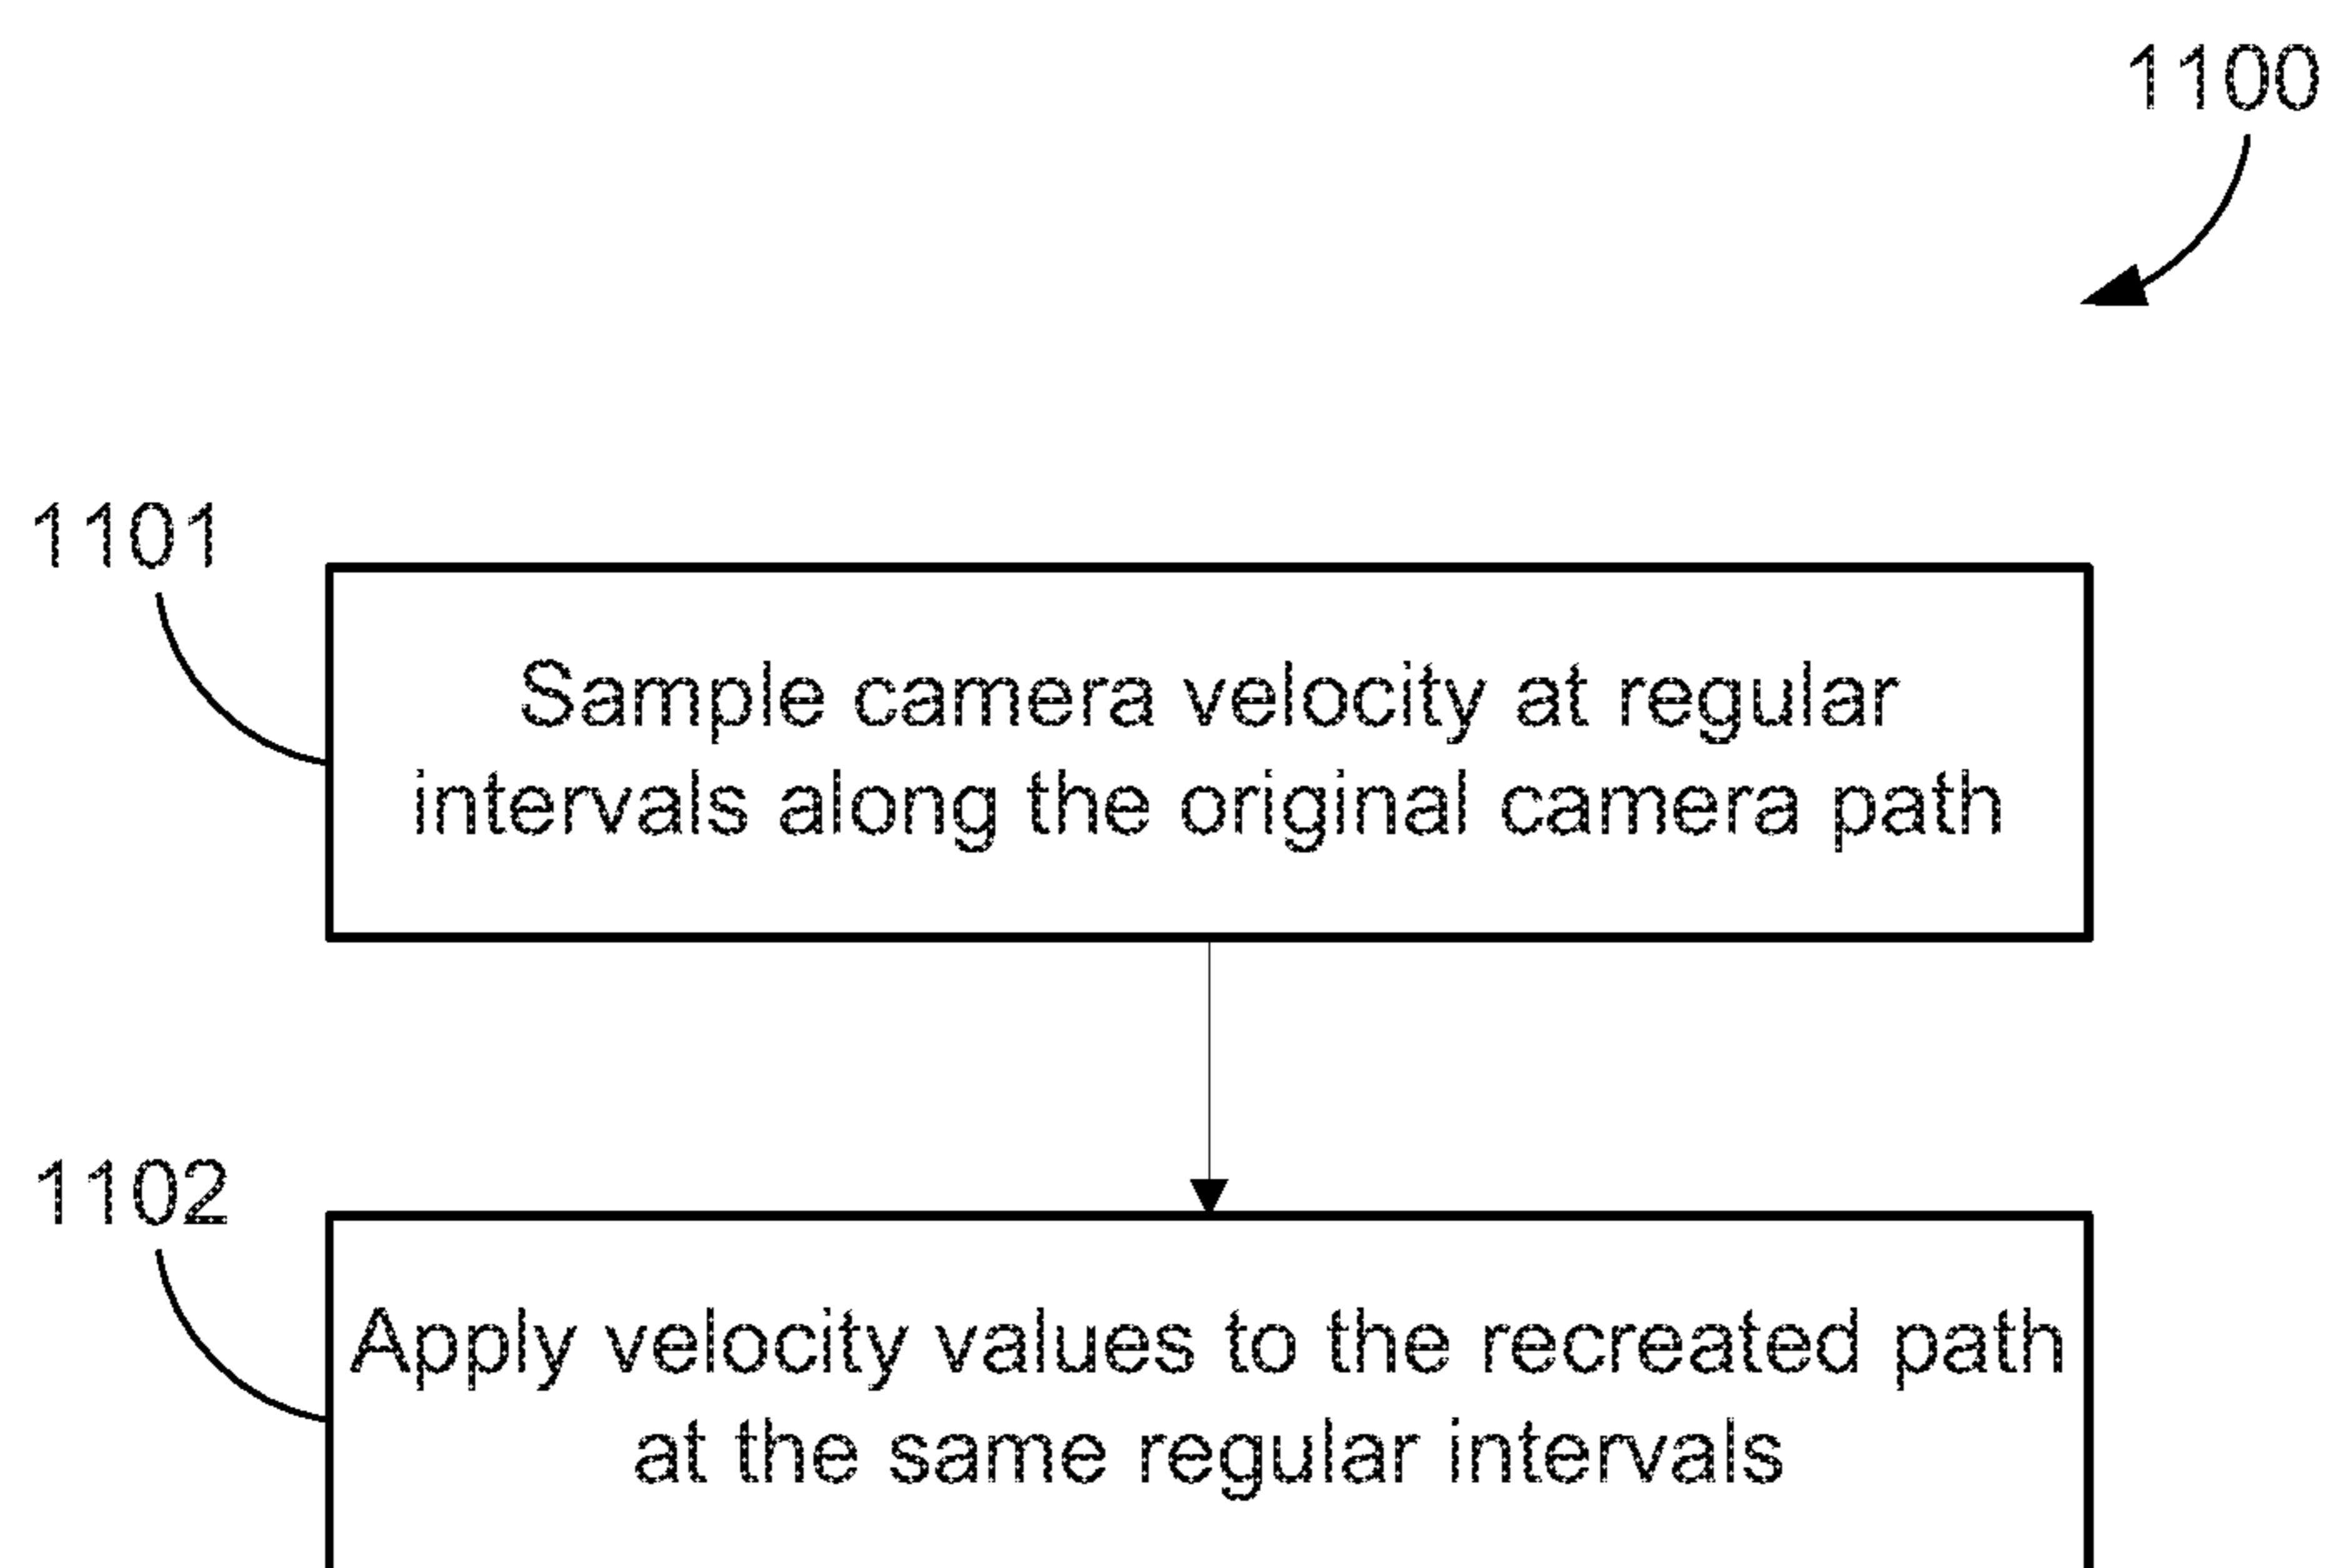 1100
1101
Sample camera velocity at regular
intervals along the original camera path
1102
Apply velocity values to the recreated path
at the same regular intervals